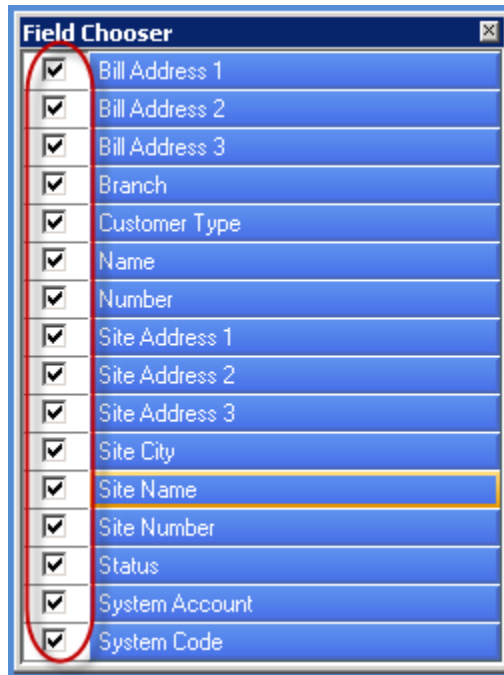 Field Chooser
Bill Address 1
Bill Address 2
Bill Address 3
Branch
Customer Type
Name
Number
Site Address 1
Site Address 2
Site Address 3
Site City
Site Name
Site Number
Status
System Account
System Code